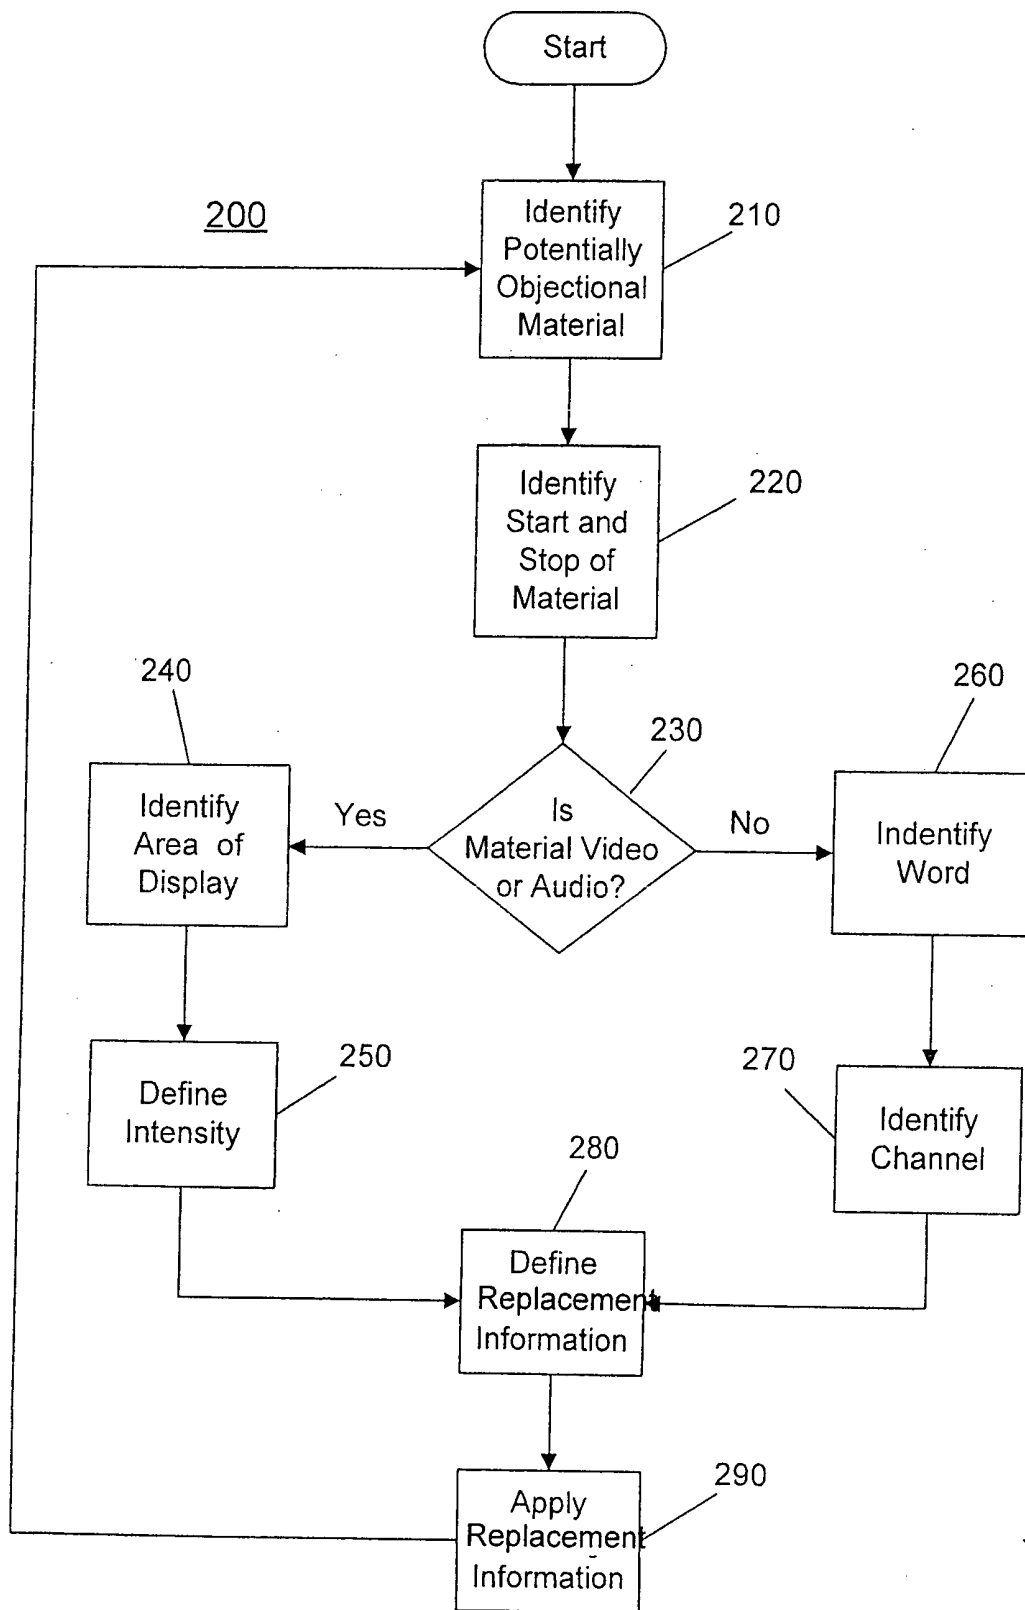 Start
200
Identify
Potentially
Objectional
Material
210
Identify
Start and
Stop of
Material
220
240
230
260
Identify
Area of
Display
Yes
Is
Material Video
or Audio?
No
Indentify
Word
250
Define
Intensity
270
Identify
Channel
280
Define
Replacement
Information
290
Apply
Replacement
Information